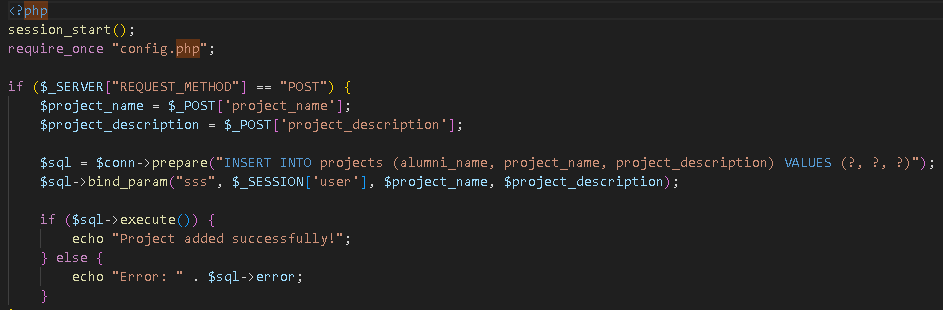 <?php
session_start();
require_once "config.php";
if ($_SERVER["REQUEST_METHOD"] == "POST") {
$project_name = $_POST['project_name'];
$project_description = $_POST['project_description'];
$sql = $conn->prepare("INSERT INTO projects (alumni_name, project_name, project_description) VALUES (?, ?, ?)");
$sql->bind_param("sss", $_SESSION['user'], $project_name, $project_description);
if ($sql->execute()) {
echo "Project added successfully!";
} else {
echo "Error: " . $sql->error;
}